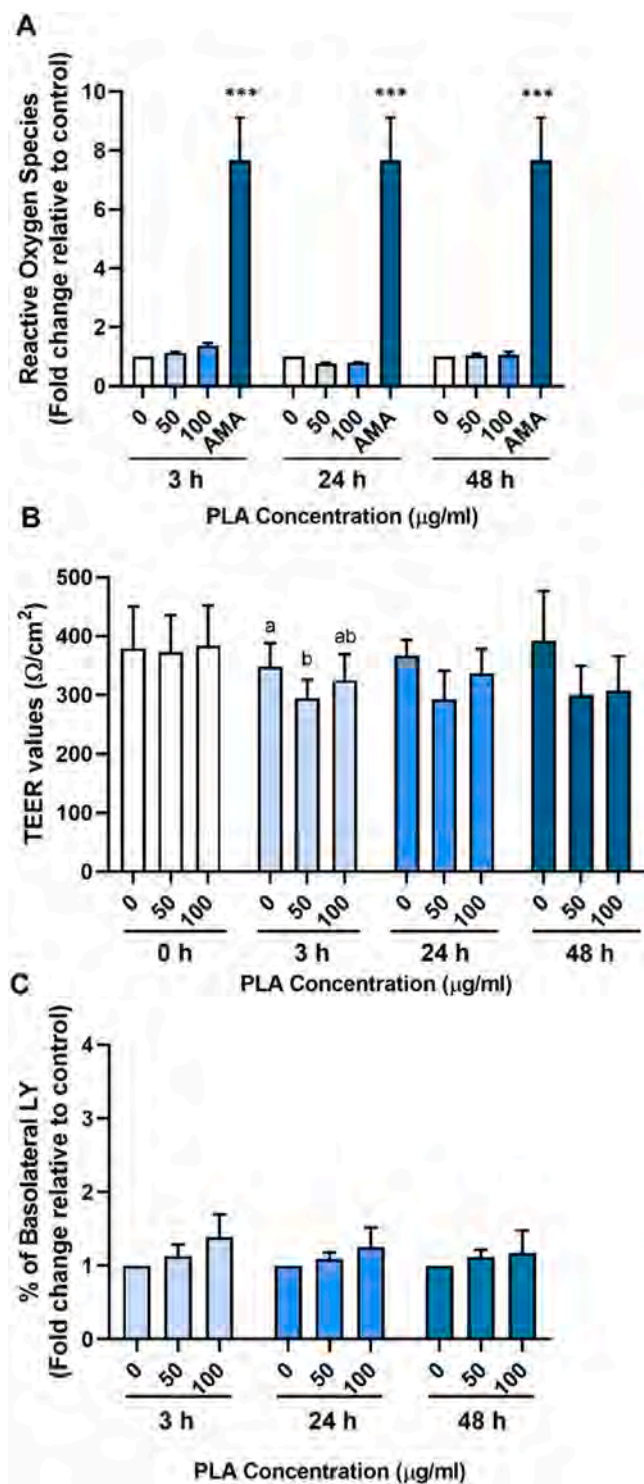 A
Reactive Oxygen Species
(Fold change relative to control)
10
8
6
4
2
0
*** *** ***
0 50 100 AMA 0 50 100 AMA 0 50 100 AMA
3 h 24 h 48 h
PLA Concentration (μg/ml)
B
TEER values (Ω/cm²)
500
400
300
200
100
0
a b ab
0 50 100 0 50 100 0 50 100 0 50 100
0 h 3 h 24 h 48 h
PLA Concentration (μg/ml)
C
% of Basolateral LY
(Fold change relative to control)
4
3
2
1
0
0 50 100 0 50 100 0 50 100
3 h 24 h 48 h
PLA Concentration (μg/ml)